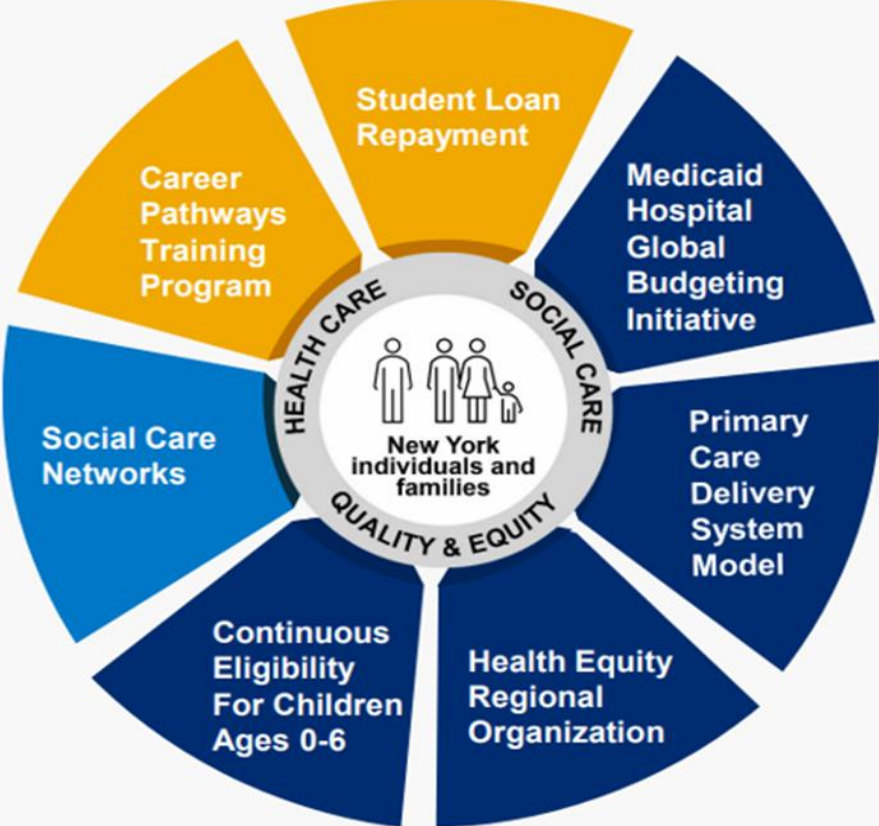 Student Loan
Repayment
Medicaid
Hospital
Global
Budgeting
Initiative
Primary
Care
Delivery
System
Model
Health Equity
Regional
Organization
Continuous
Eligibility
For Children
Ages 0-6
Social Care
Networks
Career
Pathways
Training
Program
HEALTH CARE
SOCIAL CARE
QUALITY & EQUITY
New York
individuals and
families